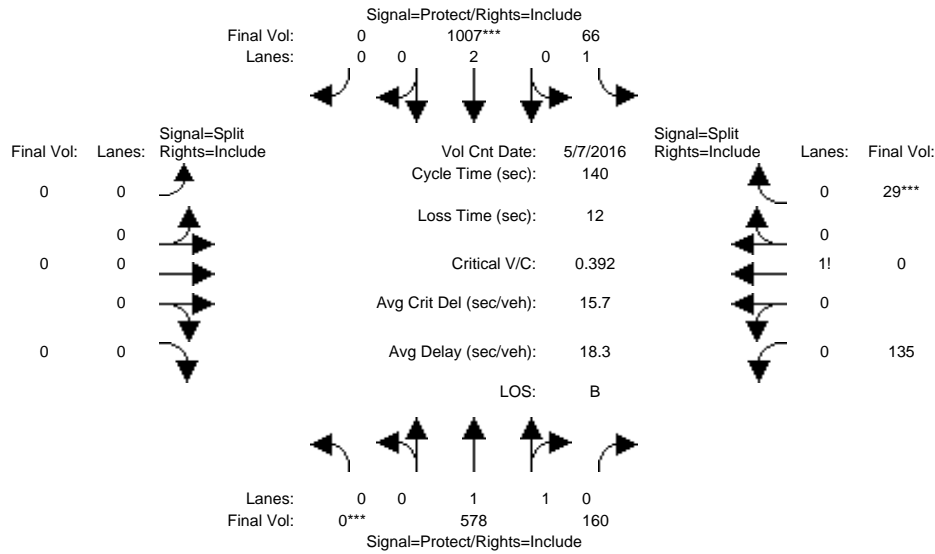 Signal=Protect/Rights=Include
Final Vol: 0 1007*** 66
Lanes: 0 0 2 0 1
Signal=Split Signal=Split
Final Vol: Lanes: Rights=Include Vol Cnt Date: 5/7/2016 Rights=Include Lanes: Final Vol:
Cycle Time (sec): 140
0 0 0 29***
Loss Time (sec): 12
0 0
0 0 Critical V/C: 0.392 1! 0
0 Avg Crit Del (sec/veh): 15.7 0
0 0 Avg Delay (sec/veh): 18.3 0 135
LOS: B
Lanes: 0 0 1 1 0
Final Vol: 0*** 578 160
Signal=Protect/Rights=Include